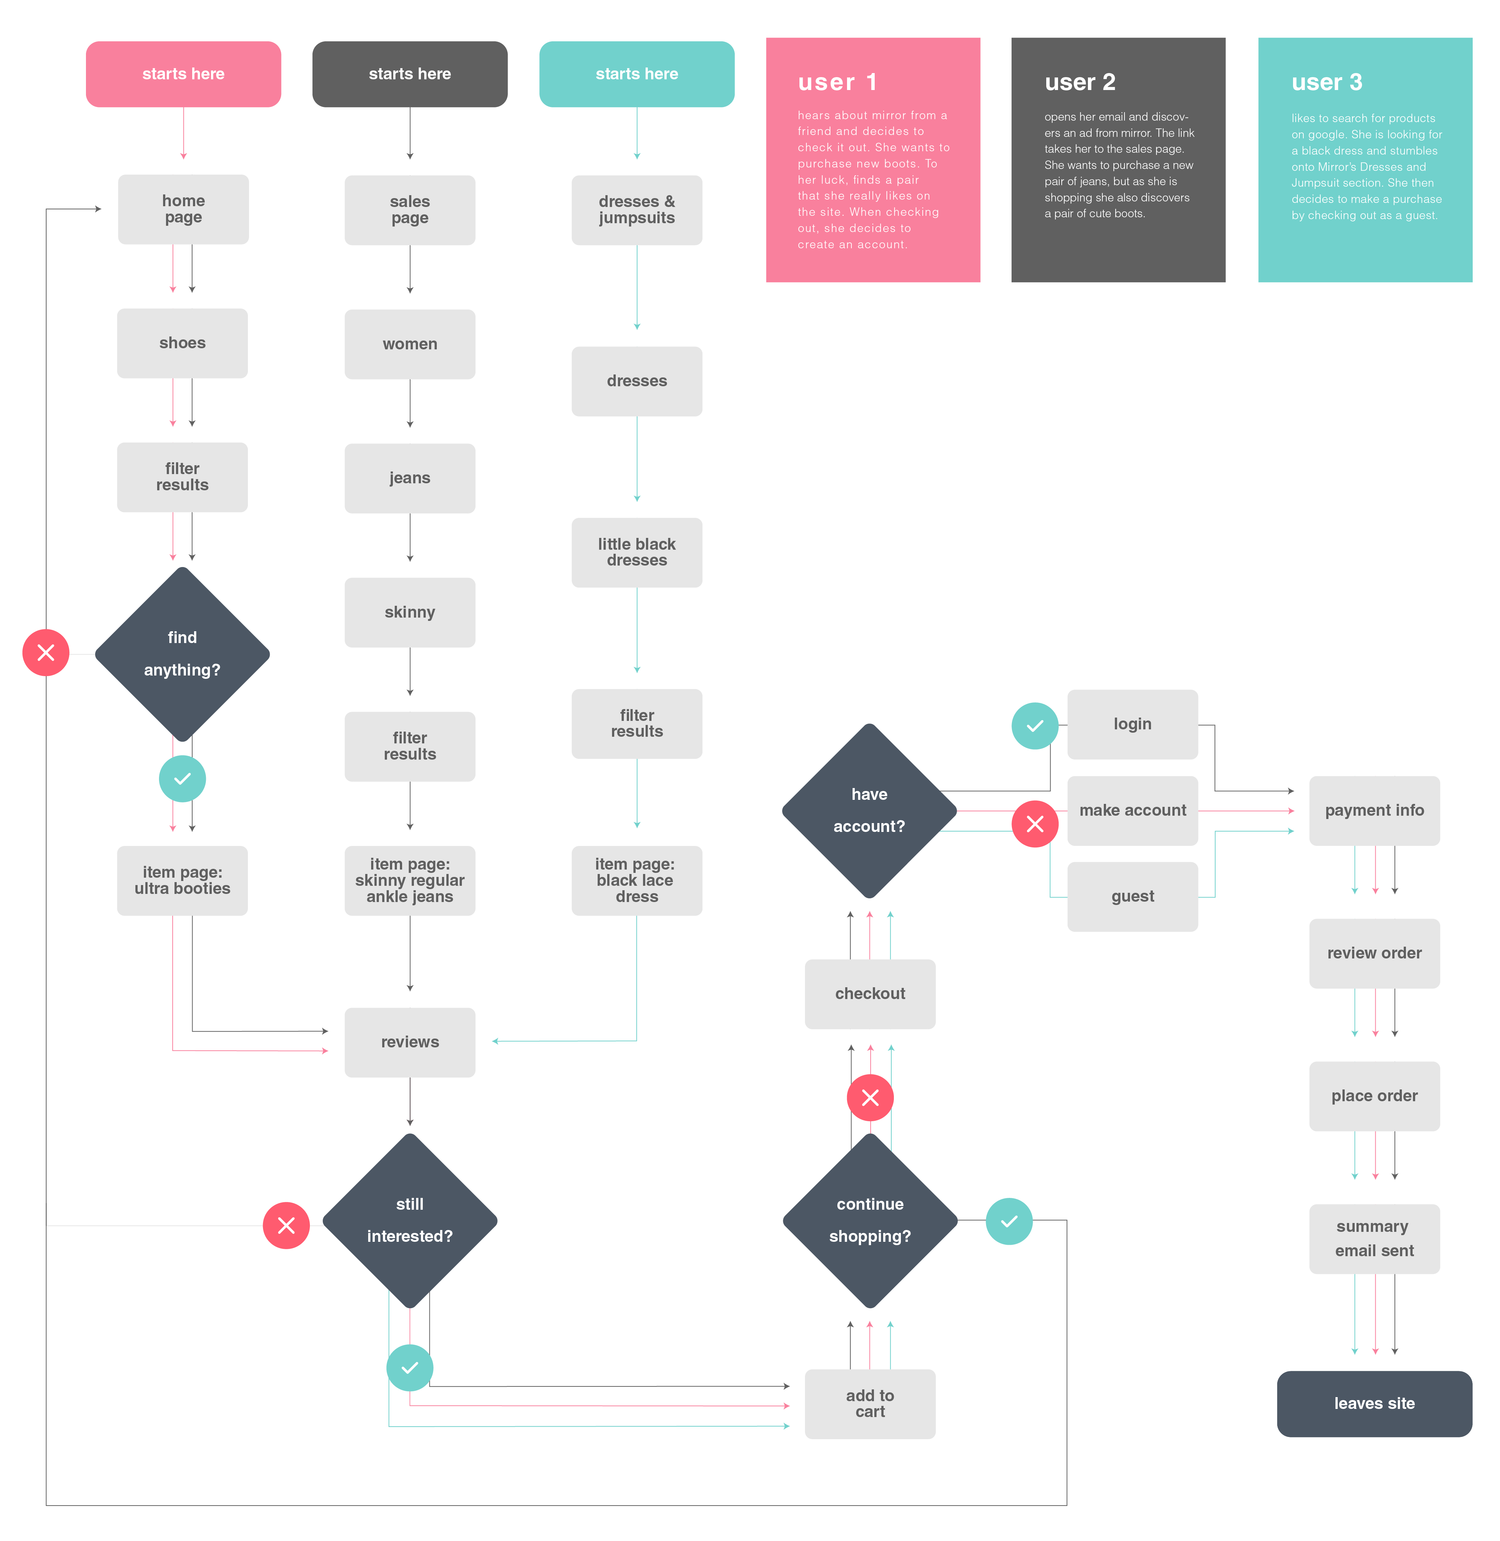 starts here
starts here
starts here
user 1
hears about mirror from a
friend and decides to
check it out. She wants to
purchase new boots. To
her luck, finds a pair
that she really likes on
the site. When checking
out, she decides to
create an account.
user 2
opens her email and discov-
ers an ad from mirror. The link
takes her to the sales page.
She wants to purchase a new
pair of jeans, but as she is
shopping she also discovers
a pair of cute boots.
user 3
likes to search for products
on google. She is looking for
a black dress and stumbles
onto Mirror's Dresses and
Jumpsuit section. She then
decides to make a purchase
by checking out as a guest.
home
page
shoes
filter
results
find
anything?
item page:
ultra booties
sales
page
women
jeans
skinny
filter
results
item page:
skinny regular
ankle jeans
reviews
still
interested?
dresses &
jumpsuits
dresses
little black
dresses
filter
results
item page:
black lace
dress
add to
cart
continue
shopping?
checkout
have
account?
login
make account
guest
payment info
review order
place order
summary
email sent
leaves site